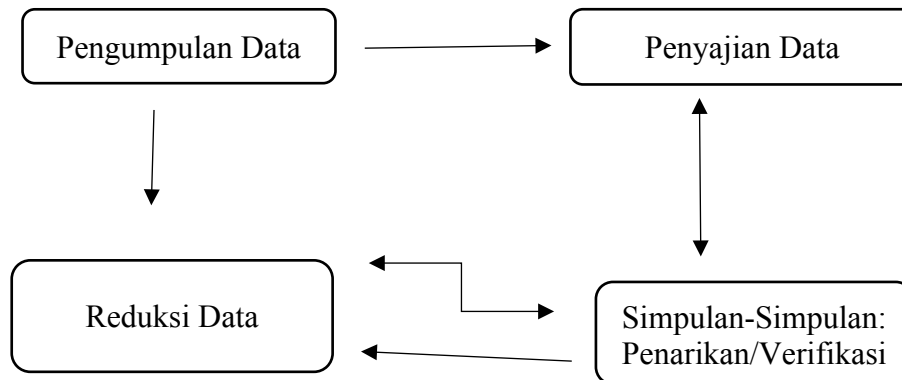 Pengumpulan Data
Penyajian Data
Reduksi Data
Simpulan-Simpulan:
Penarikan/Verifikasi